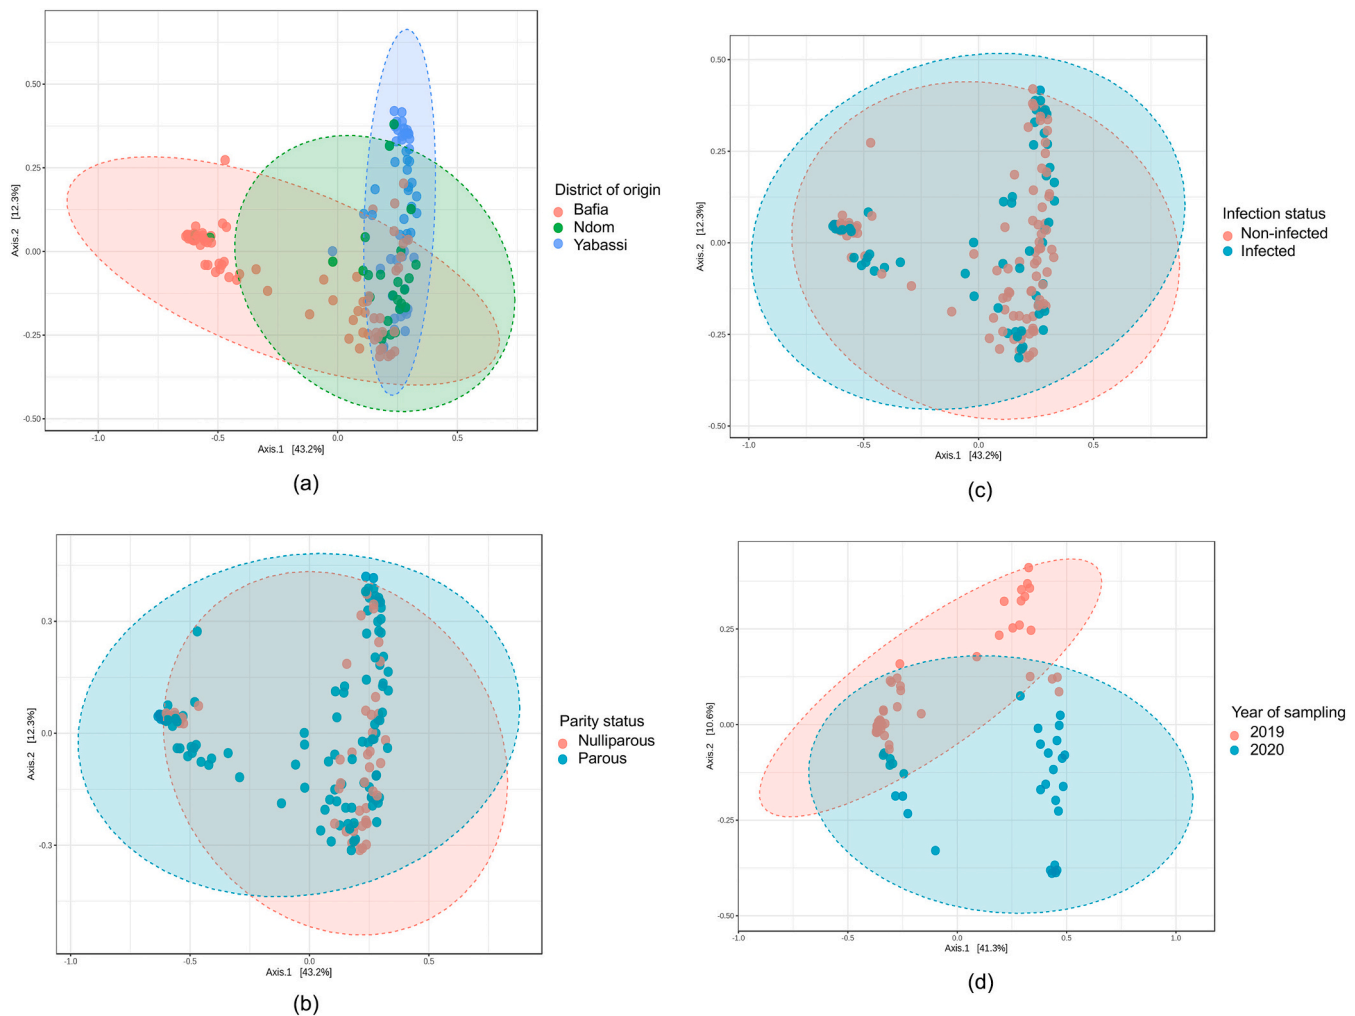 0.50
0.25
0.00
-0.25
-0.50
Axis.2 [12.3%]
-1.0
-0.5
0.0
0.5
Axis.1 [43.2%]
District of origin
Bafia
Ndom
Yabassi
(a)
0.50
0.25
0.00
-0.25
-0.50
Axis.2 [12.3%]
-1.0
-0.5
0.0
0.5
Axis.1 [43.2%]
Infection status
Non-infected
Infected
(c)
0.3
0.0
-0.3
Axis.2 [12.3%]
-1.0
-0.5
0.0
0.5
Axis.1 [43.2%]
Parity status
Nulliparous
Parous
(b)
0.25
0.00
-0.25
-0.50
Axis.2 [10.6%]
-1.0
-0.5
0.0
0.5
1.0
Axis.1 [41.3%]
Year of sampling
2019
2020
(d)